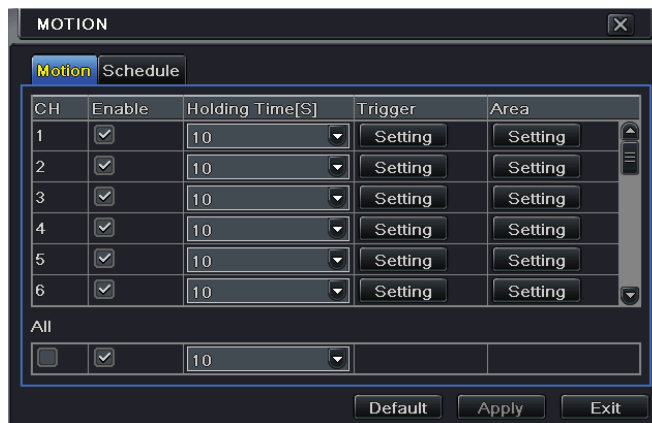 MOTION
Motion Schedule
CH Enable Holding Time[S] Trigger Area
1 10 Setting Setting
2 10 Setting Setting
3 10 Setting Setting
4 10 Setting Setting
5 10 Setting Setting
6 10 Setting Setting
All
10
Default Apply Exit